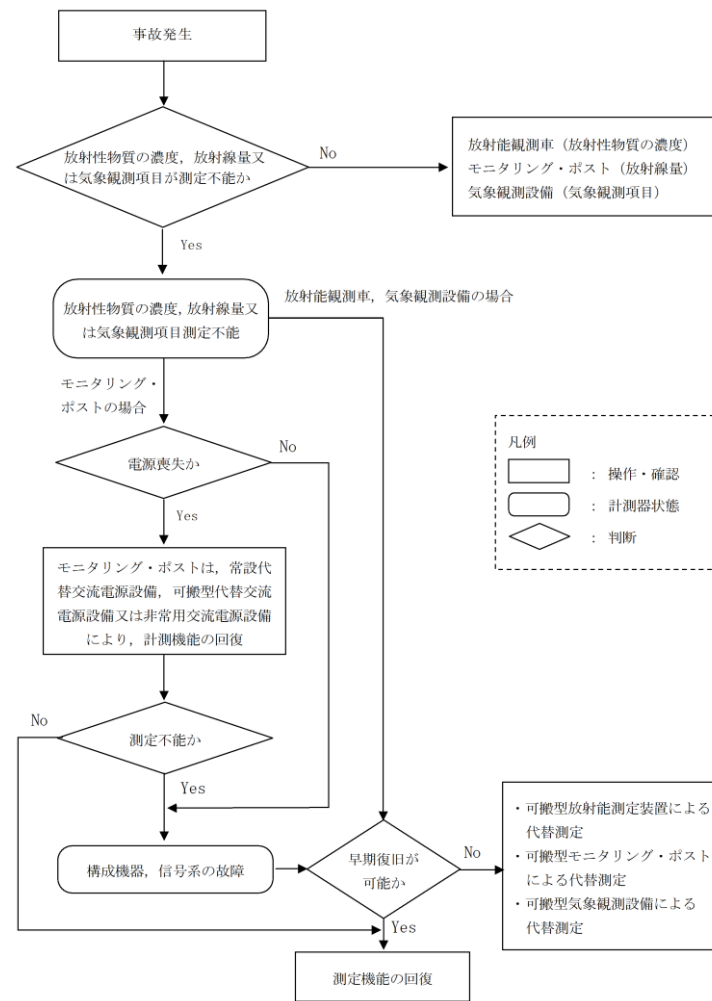 事故発生
放射性物質の濃度，放射線量又
は気象観測項目が測定不能か
No
放射能観測車（放射性物質の濃度）
モニタリング・ポスト（放射線量）
気象観測設備（気象観測項目）
Yes
放射性物質の濃度，放射線量又
は気象観測項目測定不能
放射能観測車，気象観測設備の場合
モニタリング・
ポストの場合
電源喪失か
No
Yes
凡例
： 操作・確認
： 計測器状態
： 判断
モニタリング・ポストは，常設代
替交流電源設備，可搬型代替交流
電源設備又は非常用交流電源設備
により，計測機能の回復
No
測定不能か
Yes
構成機器，信号系の故障
早期復旧が
可能か
No
・可搬型放射能測定装置による
代替測定
・可搬型モニタリング・ポスト
による代替測定
・可搬型気象観測設備による
代替測定
Yes
測定機能の回復